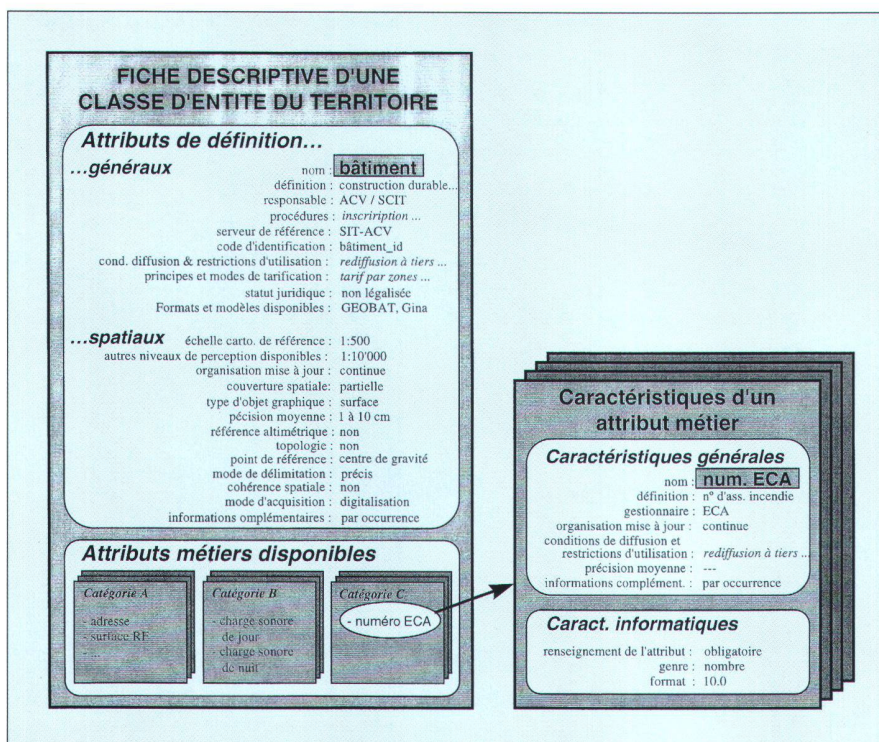 FICHE DESCRIPTIVE D'UNE
CLASSE D'ENTITE DU TERRITOIRE
Attributs de définition...
...généraux
nom : bâtiment
définition : construction durable...
responsable : ACV / SCIT
procédures : inscriription ...
serveur de référence : SIT-ACV
code d'identification : bâtiment_id
cond. diffusion & restrictions d'utilisation : rediffusion à tiers ...
principes et modes de tarification : tarif par zones ...
statut juridique : non légalisée
Formats et modèles disponibles : GEOBAT, Gina
...spatiaux
échelle carto. de référence : 1:500
autres niveaux de perception disponibles : 1:10'000
organisation mise à jour : continue
couverture spatiale: partielle
type d'objet graphique : surface
pécision moyenne : 1 à 10 cm
référence altimétrique : non
topologie : non
point de référence : centre de gravité
mode de délimitation : précis
cohérence spatiale : non
mode d'acquisition : digitalisation
informations omplémentaires : par occurrence
Attributs métiers disponibles
Catégorie A
- adresse
- surface RF
- ...
Catégorie B
- charge sonore
de jour
- charge sonore
de nuit
Catégorie C
- numéro ECA
Caractéristiques d'un
attribut métier
Caractéristiques générales
nom : num. ECA
définition : n° d'ass. incendie
gestionnaire : ECA
organisation mise à jour : continue
conditions de diffusion et
restrictions d'utilisation : rediffusion à tiers ...
précision moyenne : ---
informations complément. : par occurrence
Caract. informatiques
renseignement de l'attribut : obligatoire
genre : nombre
format : 10.0